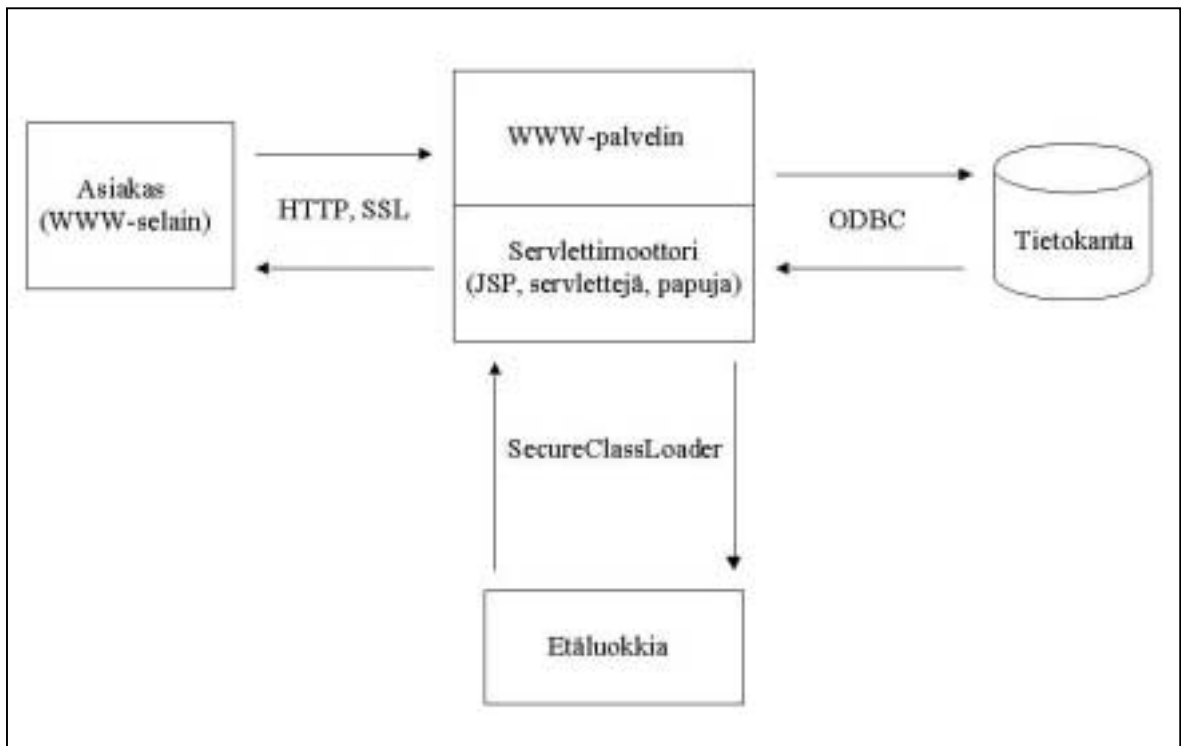 WWW-palvelin
Asiakas
(WWW-selain)
HTTP, SSL
Servlettimoottori
(JSP, servlettejä, papuja)
ODBC
Tietokanta
SecureClassLoader
Etäluokkia